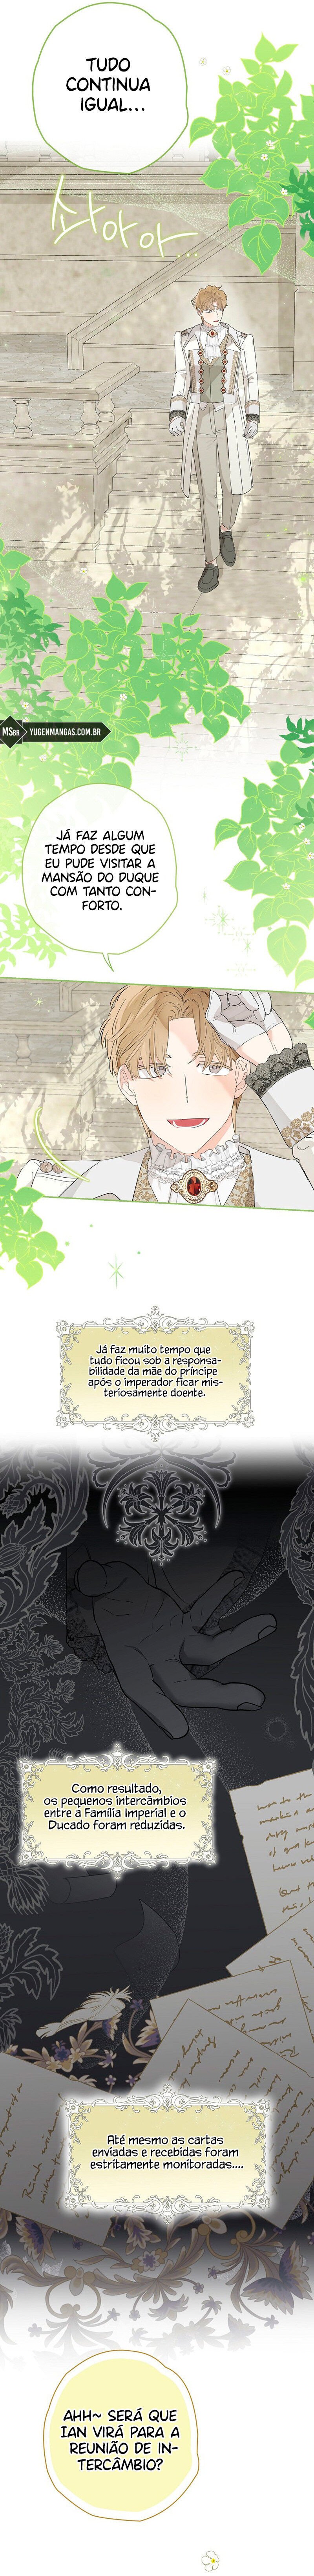 TUDO
CONTINUA
IGUAL...
솨아아...
MSBR YUGENMANGAS.COM.BR
JÁ FAZ ALGUM
TEMPO DESDE QUE
EU PUDE VISITAR A
MANSÃO DO DUQUE
COM TANTO CON-
FORTO.
Já faz muito tempo que
tudo ficou sob a responsa-
bilidade da mãe do príncipe
após o imperador ficar mis-
teriosamente doente.
Como resultado,
os pequenos intercâmbios
entre a Família Imperial e o
Ducado foram reduzidas.
Até mesmo as cartas
enviadas e recebidas foram
estritamente monitoradas....
AHH~ SERÁ QUE
IAN VIRÁ PARA A
REUNIÃO DE IN-
TERCÂMBIO?